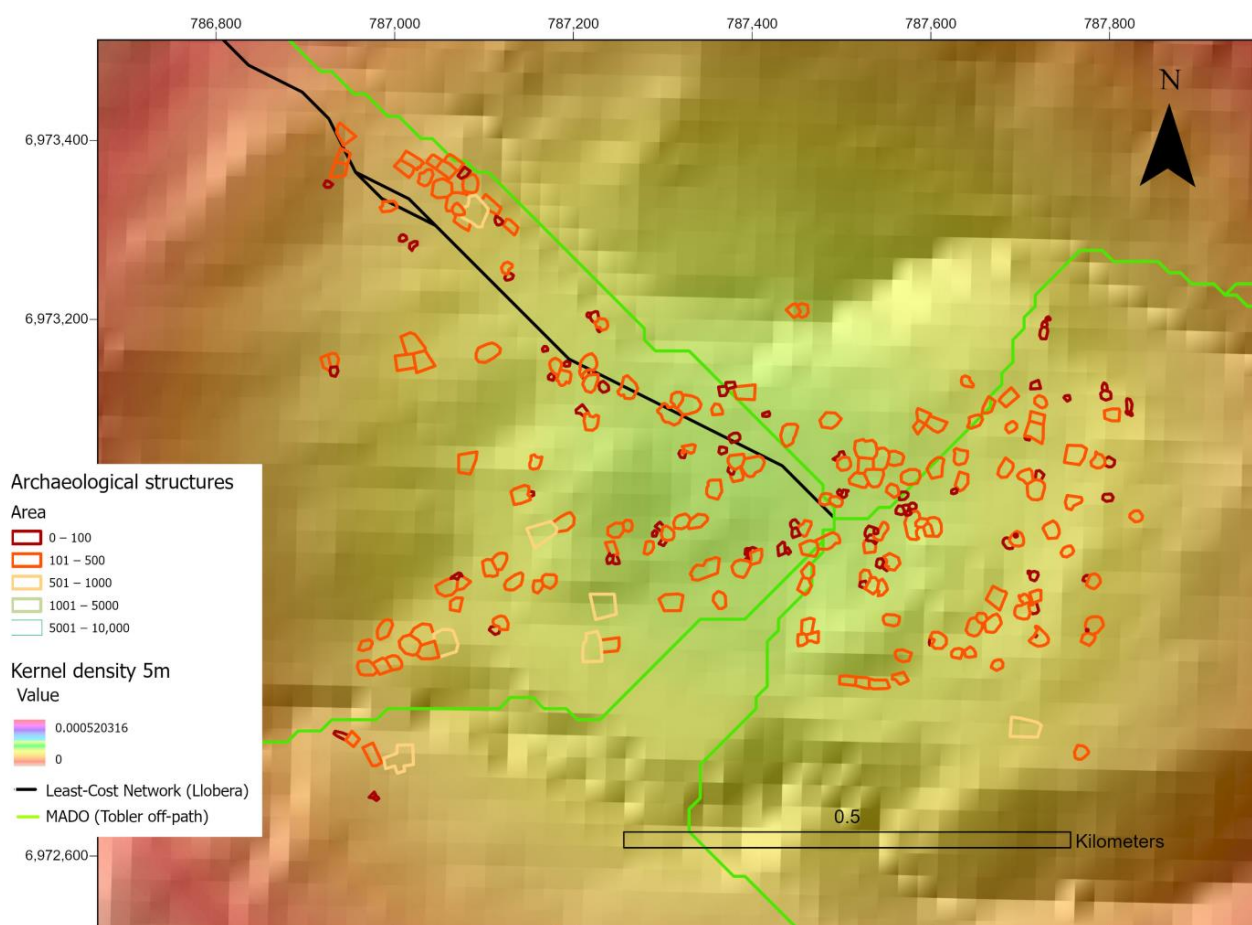 786,800 787,000 787,200 787,400 787,600 787,800
N
6,973,400
6,973,200
Archaeological structures
Area
0 – 100
101 – 500
501 – 1000
1001 – 5000
5001 – 10,000
Kernel density 5m
Value
0.000520316
0
Least-Cost Network (Llobera)
MADO (Tobler off-path)
0.5
Kilometers
6,972,600